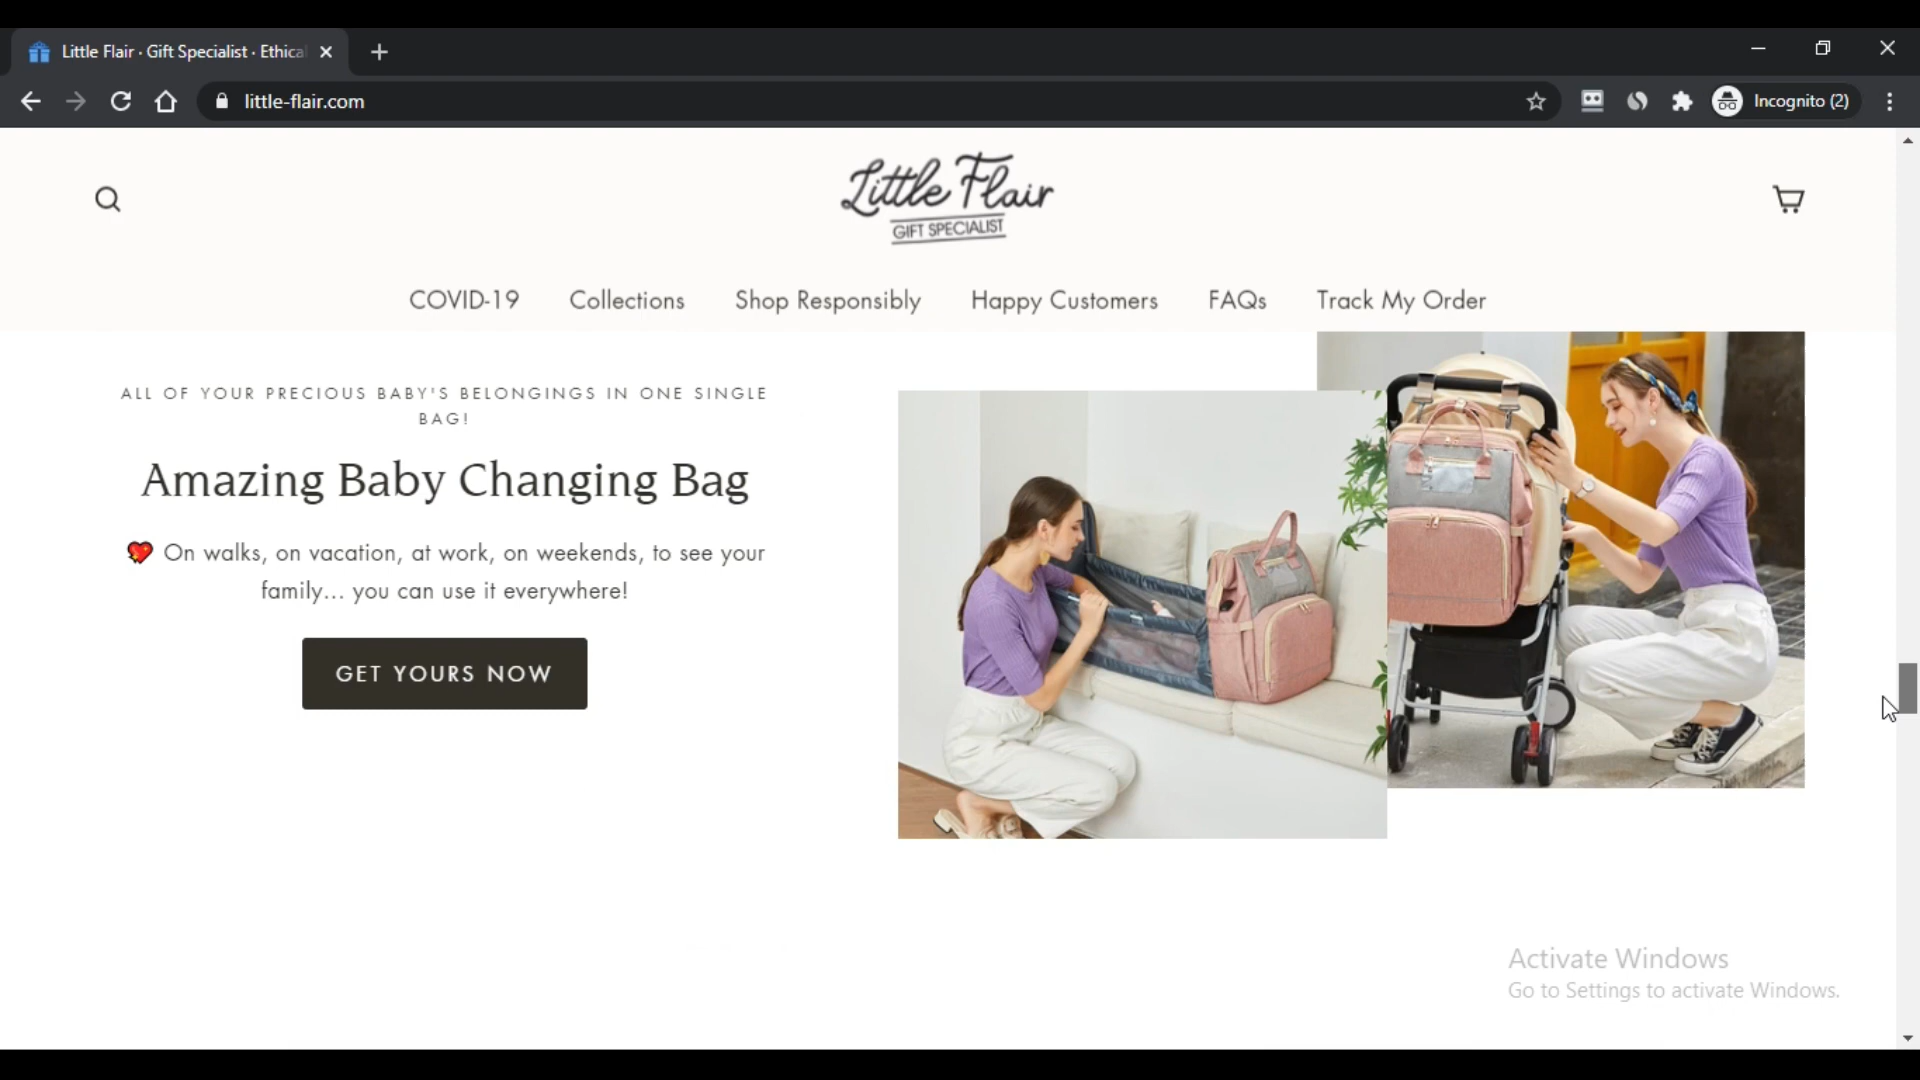 Little Flair · Gift Specialist · Ethical
little-flair.com
Incognito (2)
Little Flair
GIFT SPECIALIST
COVID-19 Collections Shop Responsibly Happy Customers FAQs Track My Order
ALL OF YOUR PRECIOUS BABY'S BELONGINGS IN ONE SINGLE
BAG!
Amazing Baby Changing Bag
💖 On walks, on vacation, at work, on weekends, to see your
family... you can use it everywhere!
GET YOURS NOW
Activate Windows
Go to Settings to activate Windows.